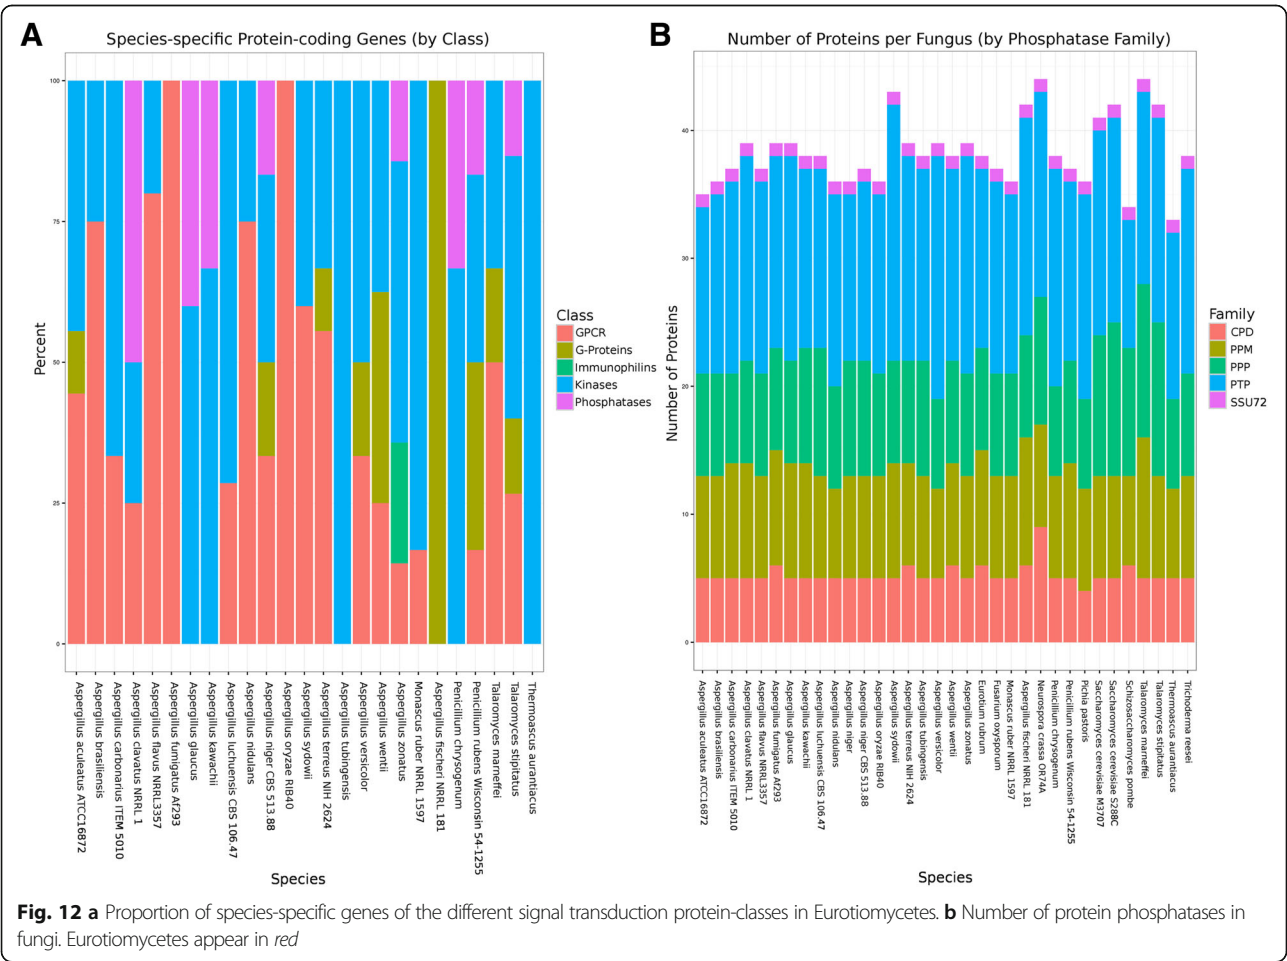 A
Species-specific Protein-coding Genes (by Class)
100
75
50
25
0
Percent
Aspergillus aculeatus ATCC16872
Aspergillus brasiliensis
Aspergillus carbonarius ITEM 5010
Aspergillus clavatus NRRL 1
Aspergillus flavus NRRL3357
Aspergillus fumigatus Af293
Aspergillus glaucus
Aspergillus kawachii
Aspergillus luchuensis CBS 106.47
Aspergillus nidulans
Aspergillus niger CBS 513.88
Aspergillus oryzae RIB40
Aspergillus sydowii
Aspergillus terreus NIH 2624
Aspergillus tubingensis
Aspergillus versicolor
Aspergillus wentii
Aspergillus zonatus
Monascus ruber NRRL 1597
Aspergillus fischeri NRRL 181
Penicillium chrysogenum
Penicillium rubens Wisconsin 54-1255
Talaromyces marneffei
Talaromyces stipitatus
Thermoascus aurantiacus
Species
Class
GPCR
G-Proteins
Immunophilins
Kinases
Phosphatases
B
Number of Proteins per Fungus (by Phosphatase Family)
40
30
20
10
0
Number of Proteins
Aspergillus aculeatus ATCC16872
Aspergillus brasiliensis
Aspergillus carbonarius ITEM 5010
Aspergillus clavatus NRRL 1
Aspergillus flavus NRRL3357
Aspergillus fumigatus Af293
Aspergillus glaucus
Aspergillus kawachii
Aspergillus luchuensis CBS 106.47
Aspergillus nidulans
Aspergillus niger
Aspergillus niger CBS 513.88
Aspergillus oryzae RIB40
Aspergillus sydowii
Aspergillus terreus NIH 2624
Aspergillus tubingensis
Aspergillus versicolor
Aspergillus wentii
Aspergillus zonatus
Eurotium rubrum
Fusarium oxysporum
Monascus ruber NRRL 1597
Aspergillus fischeri NRRL 181
Neurospora crassa OR74A
Penicillium chrysogenum
Penicillium rubens Wisconsin 54-1255
Pichia pastoris
Saccharomyces cerevisiae M3707
Saccharomyces cerevisiae S288C
Schizosaccharomyces pombe
Talaromyces marneffei
Talaromyces stipitatus
Thermoascus aurantiacus
Trichoderma reesei
Species
Family
CPD
PPM
PPP
PTP
SSU72
Fig. 12 a Proportion of species-specific genes of the different signal transduction protein-classes in Eurotiomycetes. b Number of protein phosphatases in
fungi. Eurotiomycetes appear in red